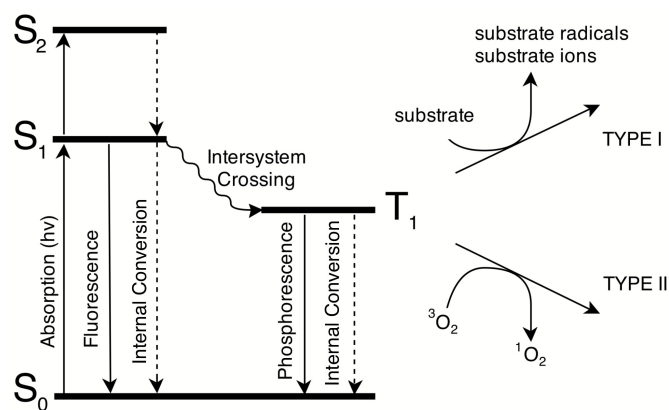 S2
S1
S0
Absorption (hv)
Fluorescence
Internal Conversion
Intersystem
Crossing
T1
Phosphorescence
Internal Conversion
substrate radicals
substrate ions
substrate
TYPE I
TYPE II
³O₂
¹O₂